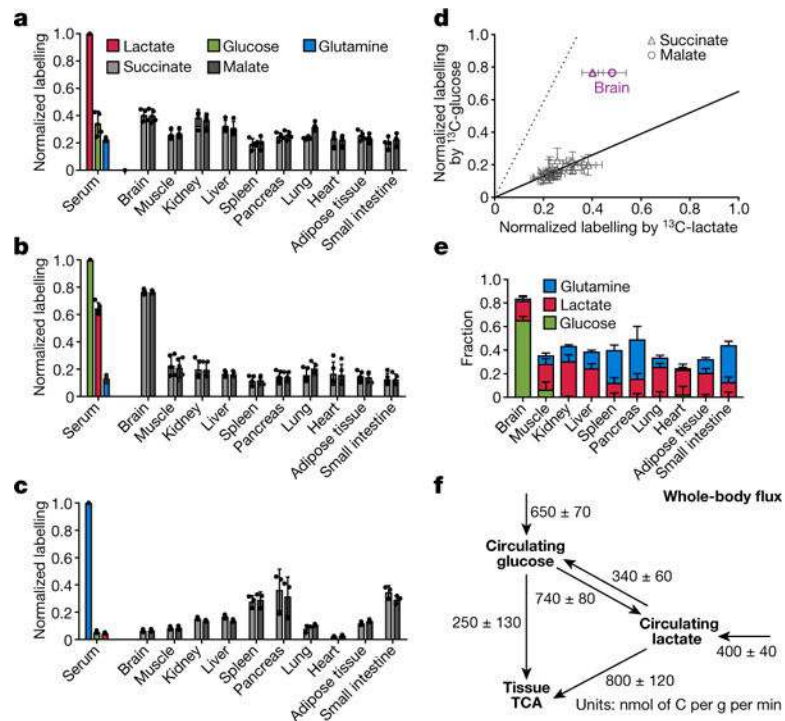 a
Normalized labelling
1.0
0.8
0.6
0.4
0.2
0
Lactate
Glucose
Glutamine
Succinate
Malate
Serum
Brain
Muscle
Kidney
Liver
Spleen
Pancreas
Lung
Heart
Adipose tissue
Small intestine
b
Normalized labelling
1.0
0.8
0.6
0.4
0.2
0
Serum
Brain
Muscle
Kidney
Liver
Spleen
Pancreas
Lung
Heart
Adipose tissue
Small intestine
c
Normalized labelling
1.0
0.8
0.6
0.4
0.2
0
Serum
Brain
Muscle
Kidney
Liver
Spleen
Pancreas
Lung
Heart
Adipose tissue
Small intestine
d
Normalized labelling
by ¹³C-glucose
1.0
0.8
0.6
0.4
0.2
0
Succinate
Malate
Brain
0 0.2 0.4 0.6 0.8 1.0
Normalized labelling by ¹³C-lactate
e
Fraction
1.0
0.8
0.6
0.4
0.2
0
Glutamine
Lactate
Glucose
Brain
Muscle
Kidney
Liver
Spleen
Pancreas
Lung
Heart
Adipose tissue
Small intestine
f
Whole-body flux
650 ± 70
Circulating
glucose
340 ± 60
740 ± 80
250 ± 130
Circulating
lactate
400 ± 40
800 ± 120
Tissue
TCA
Units: nmol of C per g per min